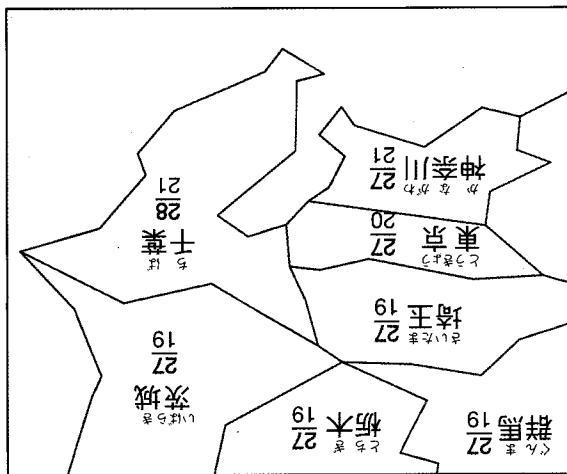 ぐんま
群馬 27
19
とちぎ
栃木 27
19
いばらき
茨城
27
19
さいたま
埼玉 27
19
とうきょう
東京 27
20
ちば
千葉
28
21
かながわ
神奈川 27
21